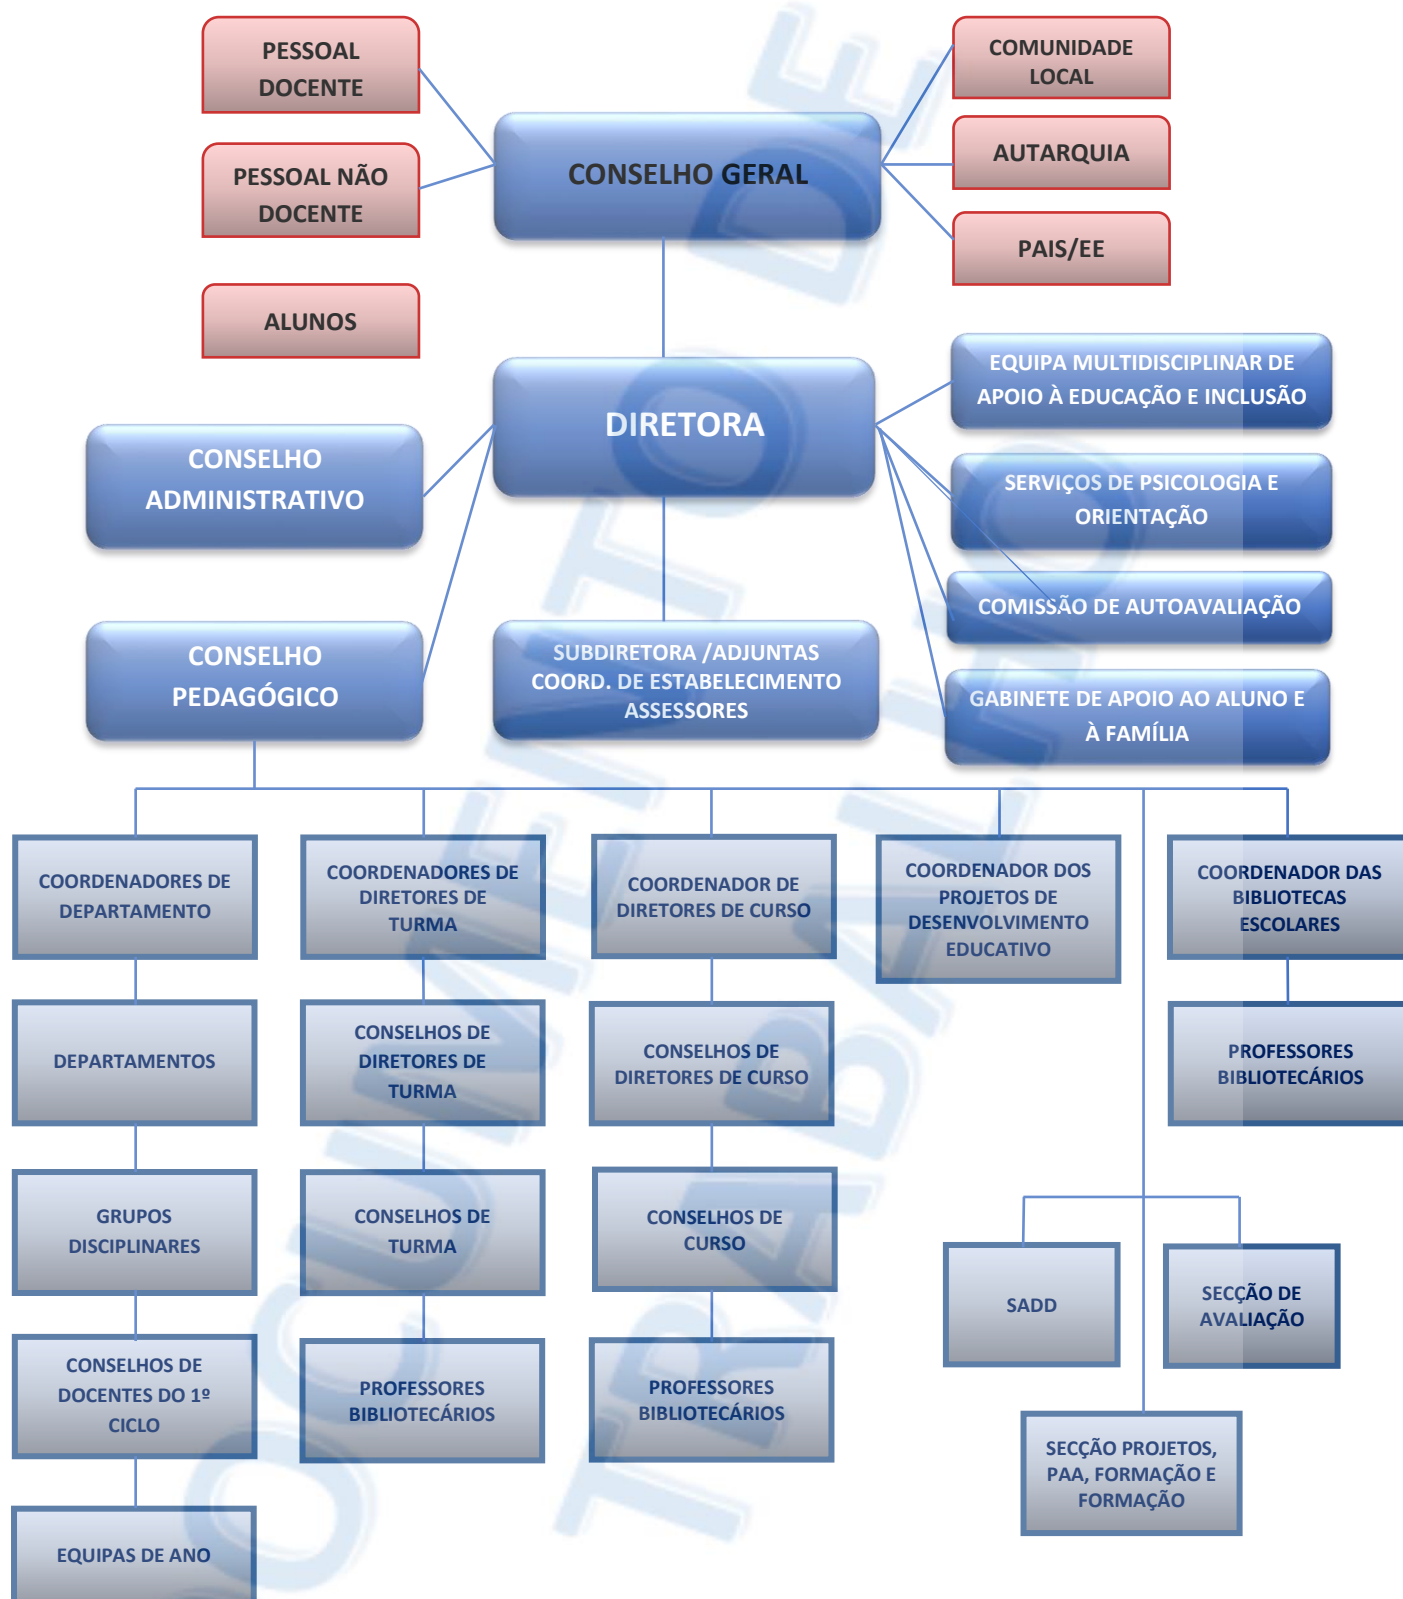 PESSOAL
DOCENTE
COMUNIDADE
LOCAL
CONSELHO GERAL
AUTARQUIA
PESSOAL NÃO
DOCENTE
PAIS/EE
ALUNOS
EQUIPA MULTIDISCIPLINAR DE
APOIO À EDUCAÇÃO E INCLUSÃO
DIRETORA
CONSELHO
ADMINISTRATIVO
SERVIÇOS DE PSICOLOGIA E
ORIENTAÇÃO
COMISSÃO DE AUTOAVALIAÇÃO
CONSELHO
PEDAGÓGICO
SUBDIRETORA /ADJUNTAS
COORD. DE ESTABELECIMENTO
ASSESSORES
GABINETE DE APOIO AO ALUNO E
À FAMÍLIA
COORDENADORES DE
DEPARTAMENTO
COORDENADORES DE
DIRETORES DE
TURMA
COORDENADOR DE
DIRETORES DE CURSO
COORDENADOR DOS
PROJETOS DE
DESENVOLVIMENTO
EDUCATIVO
COORDENADOR DAS
BIBLIOTECAS
ESCOLARES
DEPARTAMENTOS
CONSELHOS DE
DIRETORES DE
TURMA
CONSELHOS DE
DIRETORES DE CURSO
PROFESSORES
BIBLIOTECÁRIOS
GRUPOS
DISCIPLINARES
CONSELHOS DE
TURMA
CONSELHOS DE
CURSO
SADD
SECÇÃO DE
AVALIAÇÃO
CONSELHOS DE
DOCENTES DO 1º
CICLO
PROFESSORES
BIBLIOTECÁRIOS
PROFESSORES
BIBLIOTECÁRIOS
SECÇÃO PROJETOS,
PAA, FORMAÇÃO E
FORMAÇÃO
EQUIPAS DE ANO
DOCUMENTO DE
TRABALHO